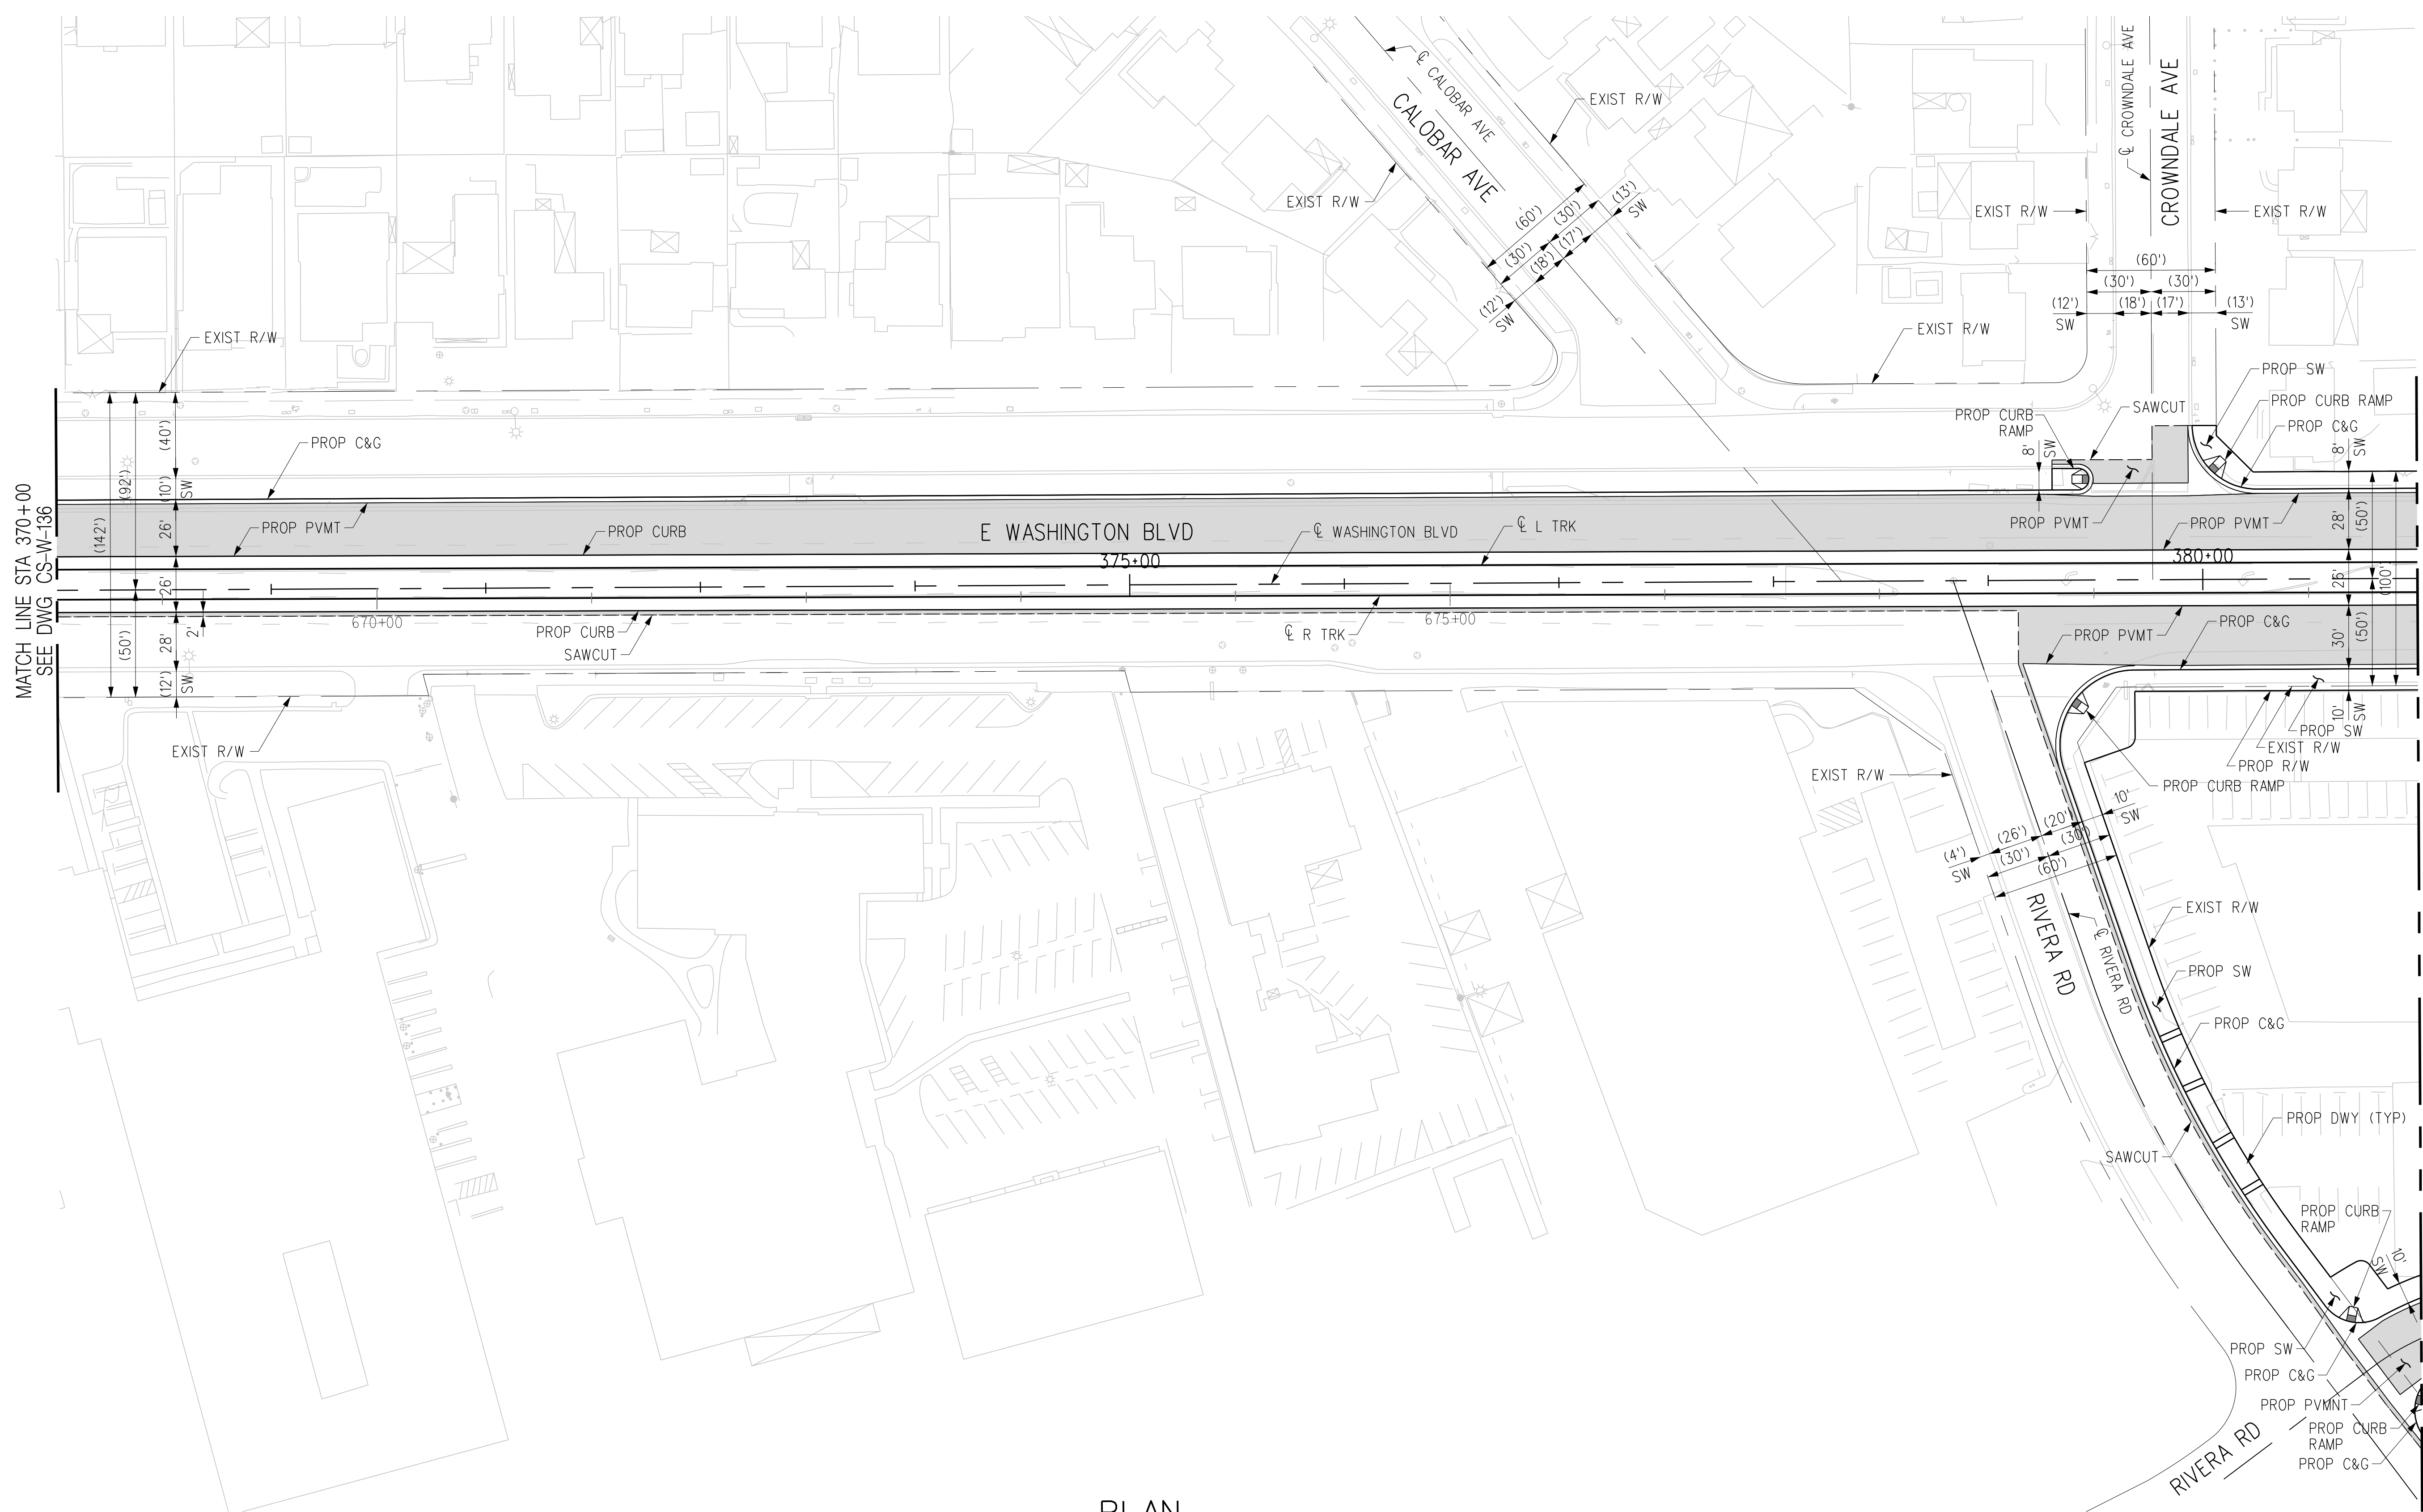 ℄ CALOBAR AVE
CALOBAR AVE
EXIST R/W
EXIST R/W
(60')
(30')
(13')
SW
(30')
(17')
(18')
(12')
SW
℄ CROWNDALE AVE
CROWNDALE AVE
EXIST R/W
EXIST R/W
(60')
(30')
(30')
(12')
SW
(18')
(17')
(13')
SW
EXIST R/W
EXIST R/W
PROP SW
PROP CURB RAMP
SAWCUT
PROP CURB
RAMP
PROP C&G
8'
SW
8'
SW
MATCH LINE STA 370+00
SEE DWG CS-W-136
(142')
(92')
(50')
(40')
(10')
SW
26'
26'
28'
2'
(12')
SW
PROP C&G
PROP PVMT
PROP CURB
E WASHINGTON BLVD
℄ WASHINGTON BLVD
℄ L TRK
PROP PVMT
PROP PVMT
28'
(50')
375+00
380+00
26'
(100')
670+00
675+00
PROP CURB
SAWCUT
℄ R TRK
PROP PVMT
PROP C&G
30'
(50')
10'
SW
EXIST R/W
PROP SW
EXIST R/W
PROP R/W
PROP CURB RAMP
EXIST R/W
10'
SW
(20')
(26')
(30')
(4')
SW
(30')
(60')
RIVERA RD
℄ RIVERA RD
EXIST R/W
PROP SW
PROP C&G
PROP DWY (TYP)
SAWCUT
PROP CURB
RAMP
10'
SW
PROP SW
PROP C&G
PROP PVMNT
PROP CURB
RAMP
PROP C&G
RIVERA RD
PLAN